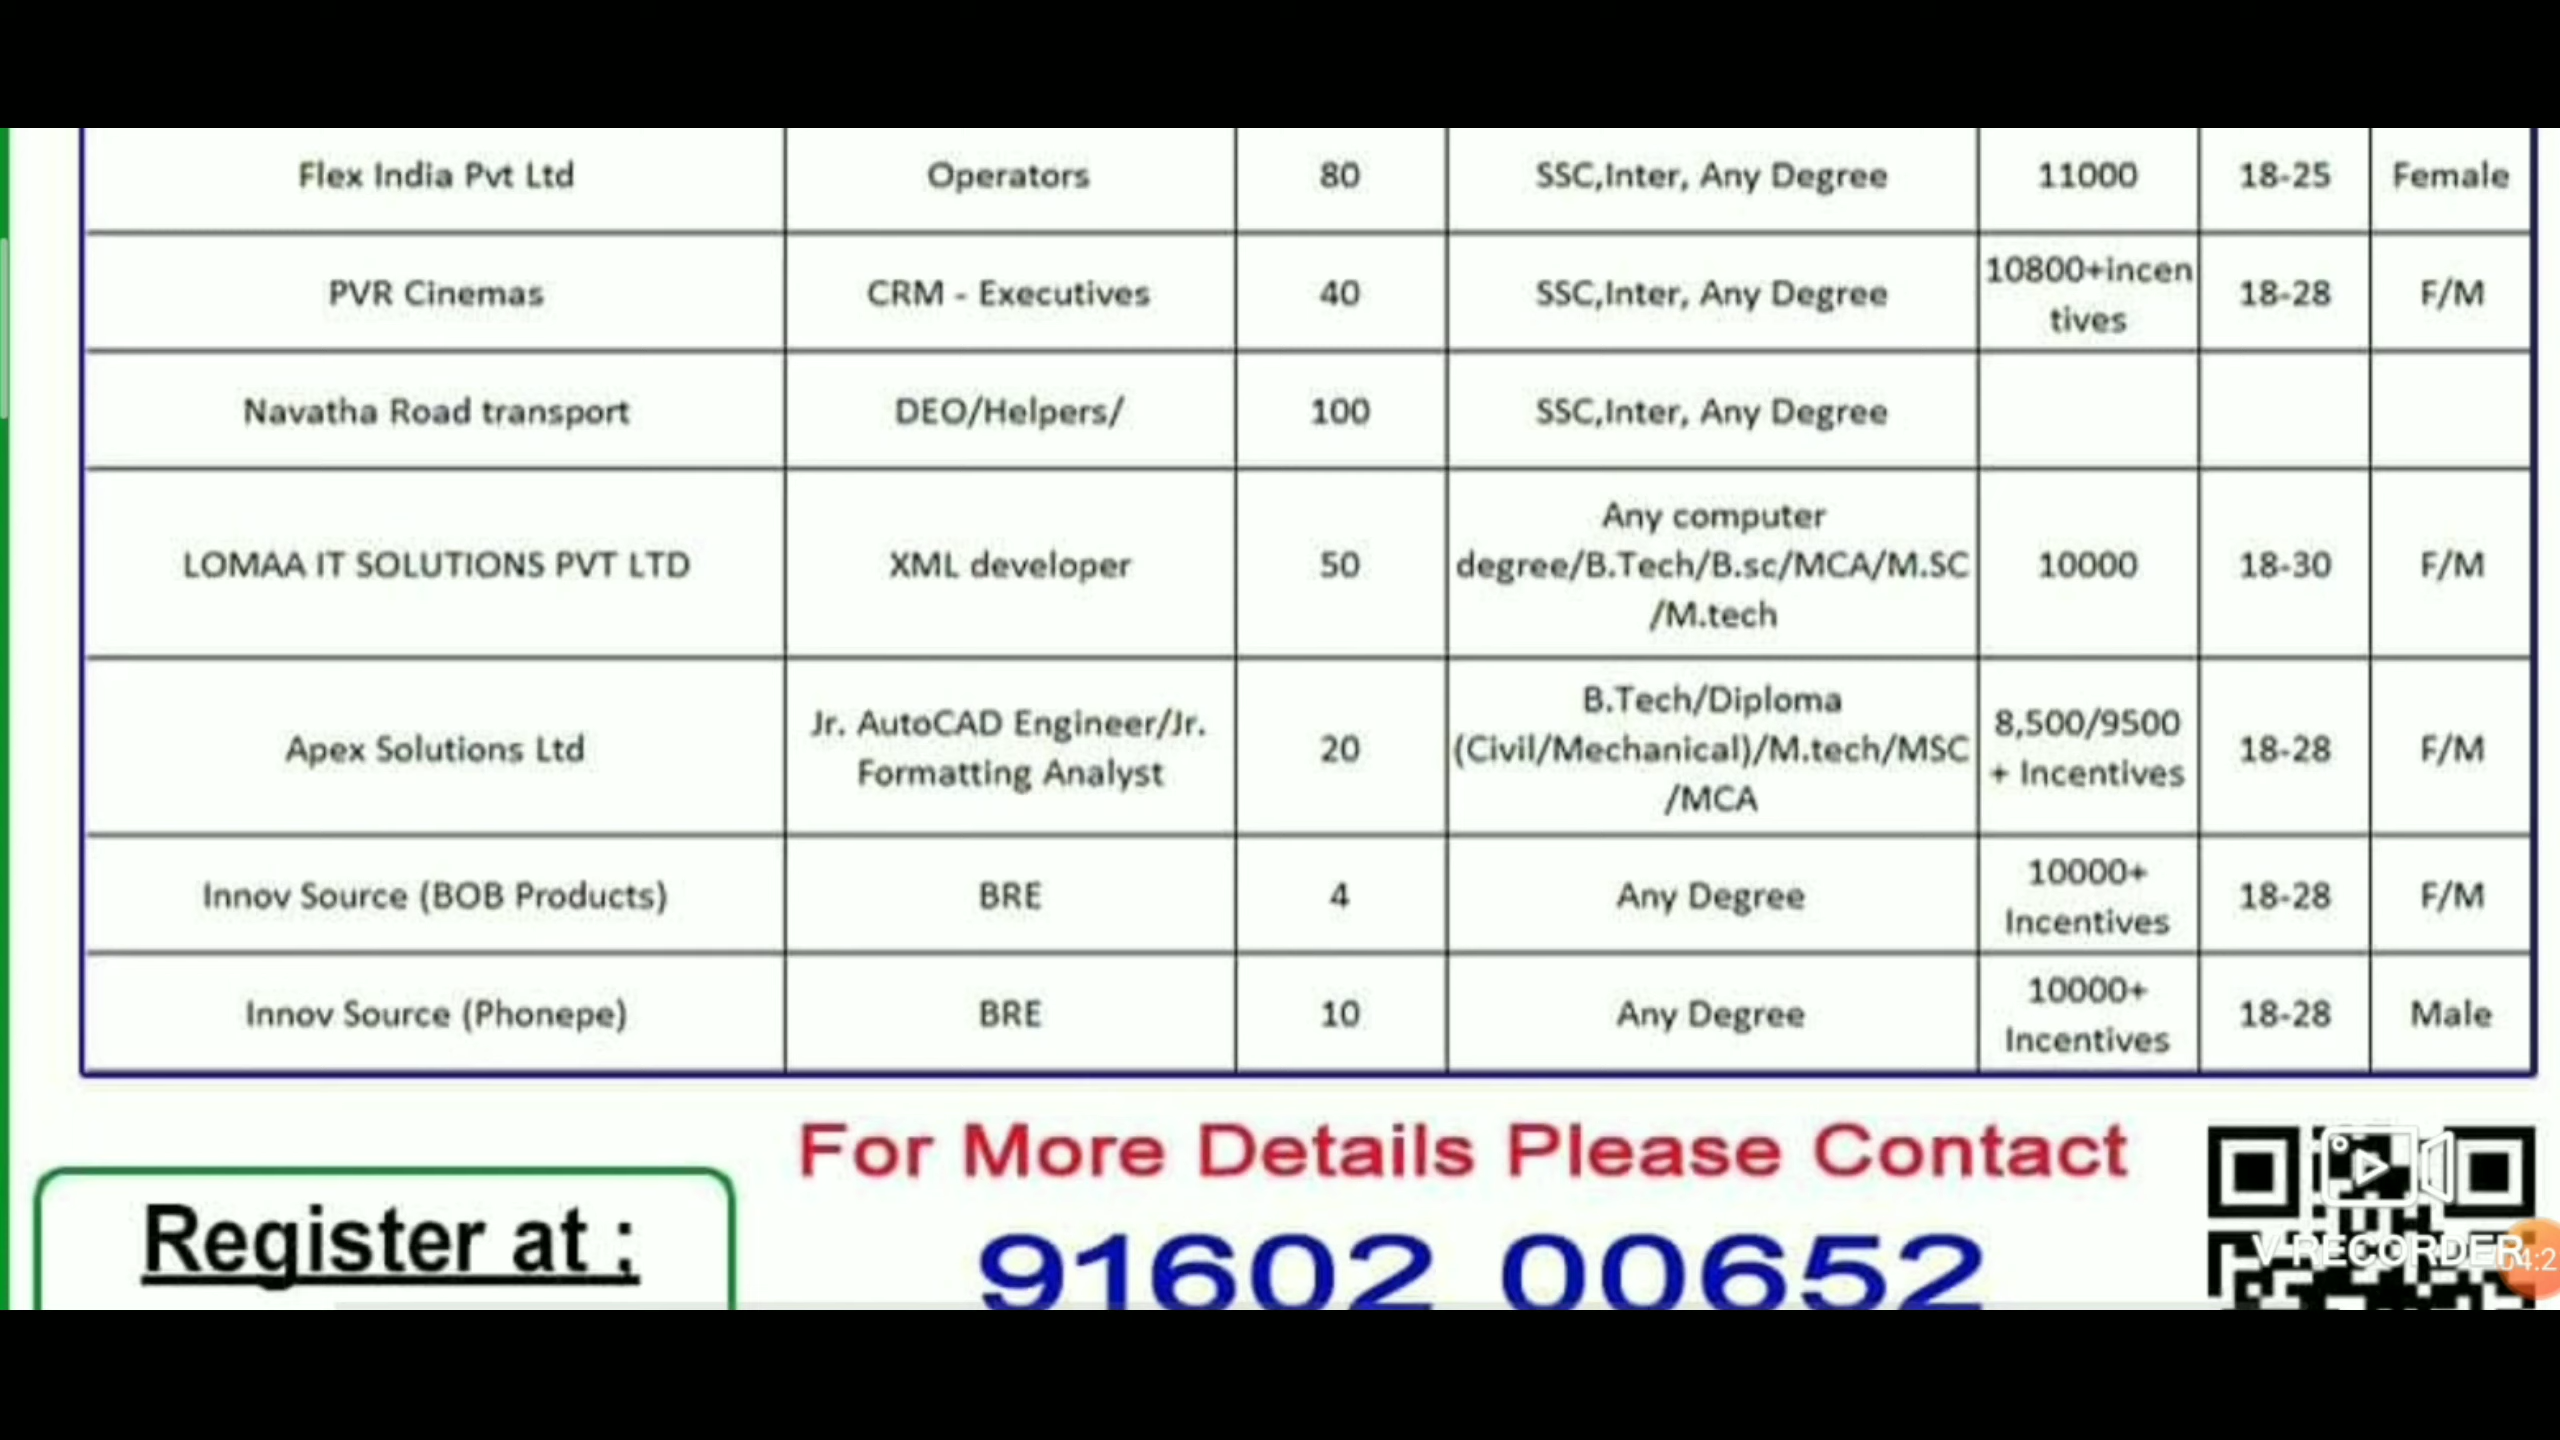 Flex India Pvt Ltd Operators 80 SSC,Inter, Any Degree 11000 18-25 Female
PVR Cinemas CRM - Executives 40 SSC,Inter, Any Degree 10800+incen
tives 18-28 F/M
Navatha Road transport DEO/Helpers/ 100 SSC,Inter, Any Degree
LOMAA IT SOLUTIONS PVT LTD XML developer 50 Any computer
degree/B.Tech/B.sc/MCA/M.SC
/M.tech 10000 18-30 F/M
Apex Solutions Ltd Jr. AutoCAD Engineer/Jr.
Formatting Analyst 20 B.Tech/Diploma
(Civil/Mechanical)/M.tech/MSC
/MCA 8,500/9500
+ Incentives 18-28 F/M
Innov Source (BOB Products) BRE 4 Any Degree 10000+
Incentives 18-28 F/M
Innov Source (Phonepe) BRE 10 Any Degree 10000+
Incentives 18-28 Male
For More Details Please Contact
91602 00652
Register at ;
V RECORDER